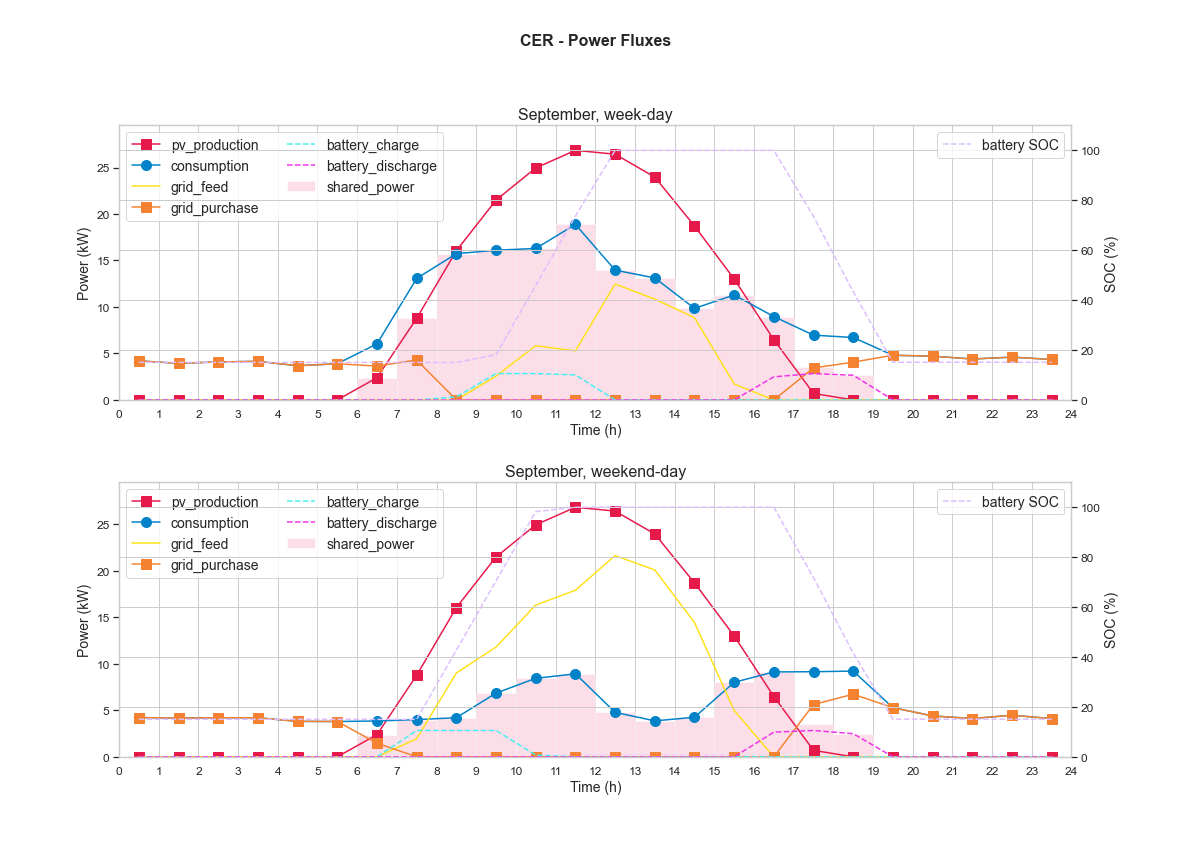 CER - Power Fluxes
September, week-day
pv_production
consumption
grid_feed
grid_purchase
battery_charge
battery_discharge
shared_power
battery SOC
Power (kW)
25
20
15
10
5
0
100
80
60
40
20
0
SOC (%)
0 1 2 3 4 5 6 7 8 9 10 11 12 13 14 15 16 17 18 19 20 21 22 23 24
Time (h)
September, weekend-day
pv_production
consumption
grid_feed
grid_purchase
battery_charge
battery_discharge
shared_power
battery SOC
Power (kW)
25
20
15
10
5
0
100
80
60
40
20
0
SOC (%)
0 1 2 3 4 5 6 7 8 9 10 11 12 13 14 15 16 17 18 19 20 21 22 23 24
Time (h)